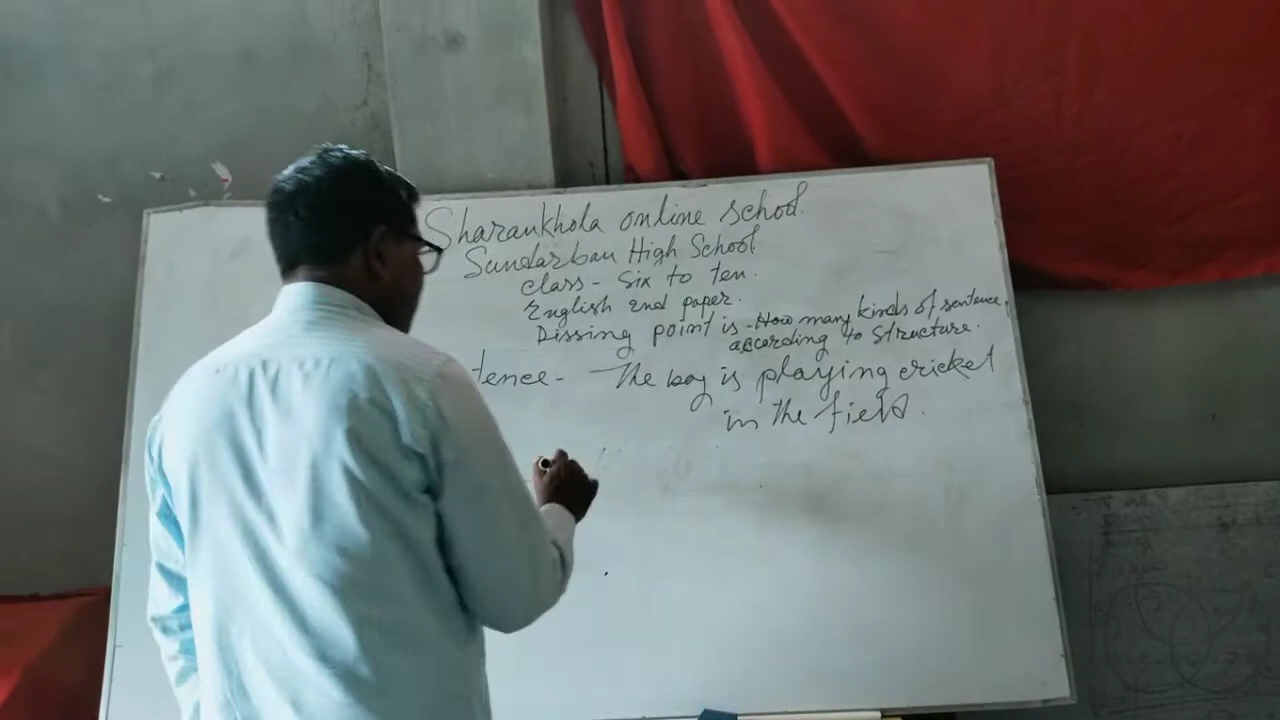 Sharankhola online school.
Sundarban High School
class - Six to ten.
English 2nd paper.
Dissing point is - How many kinds of sentence,
according to structure.
tence - The boy is playing cricket
in the field.